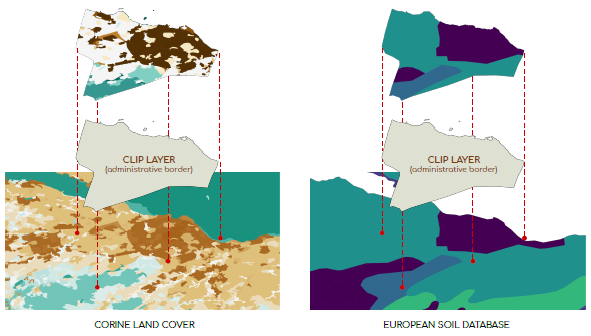 CLIP LAYER
(administrative border)
CLIP LAYER
(administrative border)
CORINE LAND COVER
EUROPEAN SOIL DATABASE